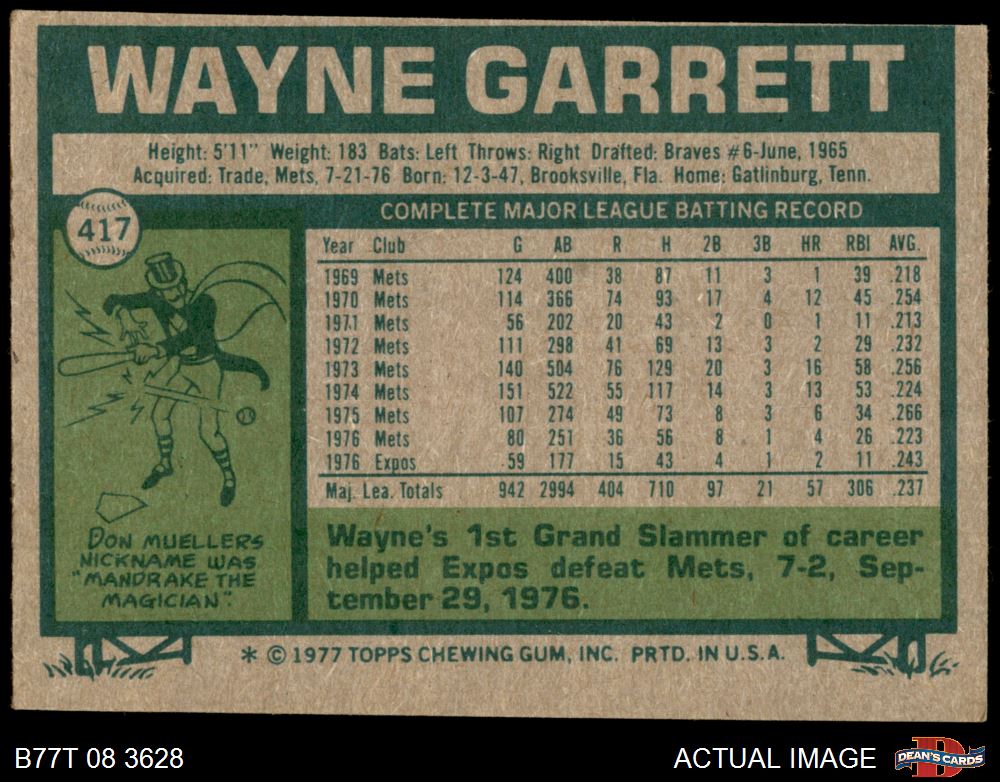 WAYNE GARRETT
Height: 5'11" Weight: 183 Bats: Left Throws: Right Drafted: Braves #6-June, 1965
Acquired: Trade, Mets, 7-21-76 Born: 12-3-47, Brooksville, Fla. Home: Gatlinburg, Tenn.
417
COMPLETE MAJOR LEAGUE BATTING RECORD
Year Club G AB R H 2B 3B HR RBI AVG.
1969 Mets 124 400 38 87 11 3 1 39 .218
1970 Mets 114 366 74 93 17 4 12 45 .254
1971 Mets 56 202 20 43 2 0 1 11 .213
1972 Mets 111 298 41 69 13 3 2 29 .232
1973 Mets 140 504 76 129 20 3 16 58 .256
1974 Mets 151 522 55 117 14 3 13 53 .224
1975 Mets 107 274 49 73 8 3 6 34 .266
1976 Mets 80 251 36 56 8 1 4 26 .223
1976 Expos 59 177 15 43 4 1 2 11 .243
Maj. Lea. Totals 942 2994 404 710 97 21 57 306 .237
DON MUELLERS
NICKNAME WAS
"MANDRAKE THE
MAGICIAN".
Wayne's 1st Grand Slammer of career
helped Expos defeat Mets, 7-2, Sep-
tember 29, 1976.
* © 1977 TOPPS CHEWING GUM, INC. PRTD. IN U.S.A.
B77T 08 3628
ACTUAL IMAGE
D
DEAN'S CARDS